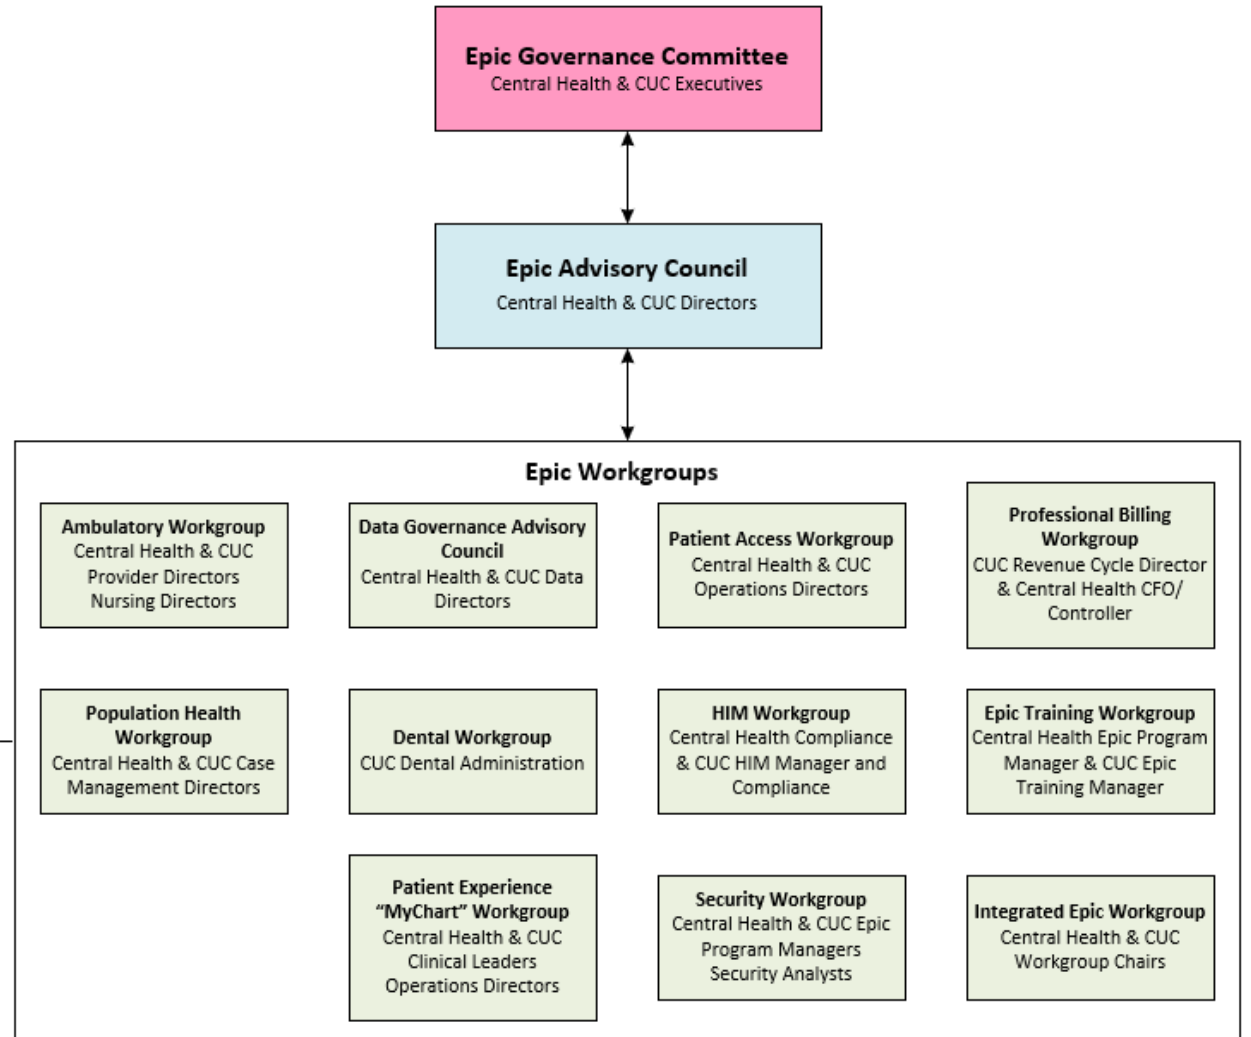 Epic Governance Committee
Central Health & CUC Executives
Epic Advisory Council
Central Health & CUC Directors
Epic Workgroups
Ambulatory Workgroup
Central Health & CUC
Provider Directors
Nursing Directors
Data Governance Advisory
Council
Central Health & CUC Data
Directors
Patient Access Workgroup
Central Health & CUC
Operations Directors
Professional Billing
Workgroup
CUC Revenue Cycle Director
& Central Health CFO/
Controller
Population Health
Workgroup
Central Health & CUC Case
Management Directors
Dental Workgroup
CUC Dental Administration
HIM Workgroup
Central Health Compliance
& CUC HIM Manager and
Compliance
Epic Training Workgroup
Central Health Epic Program
Manager & CUC Epic
Training Manager
Patient Experience
“MyChart” Workgroup
Central Health & CUC
Clinical Leaders
Operations Directors
Security Workgroup
Central Health & CUC Epic
Program Managers
Security Analysts
Integrated Epic Workgroup
Central Health & CUC
Workgroup Chairs